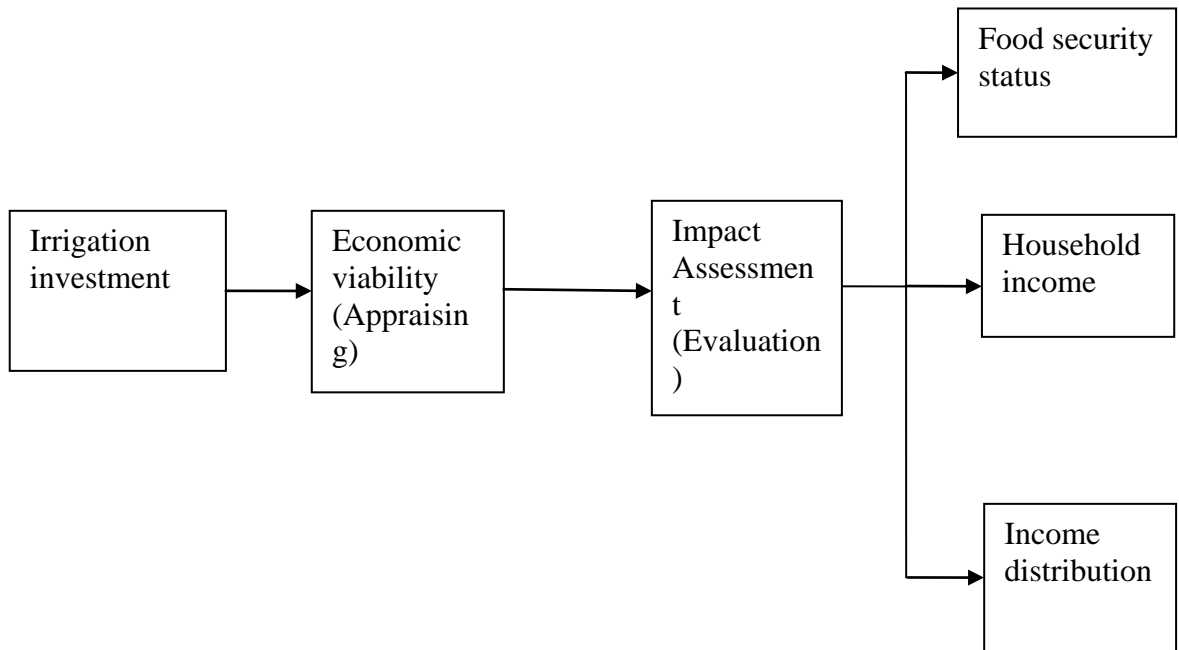 Irrigation
investment
Economic
viability
(Appraisin
g)
Impact
Assessmen
t
(Evaluation
)
Food security
status
Household
income
Income
distribution